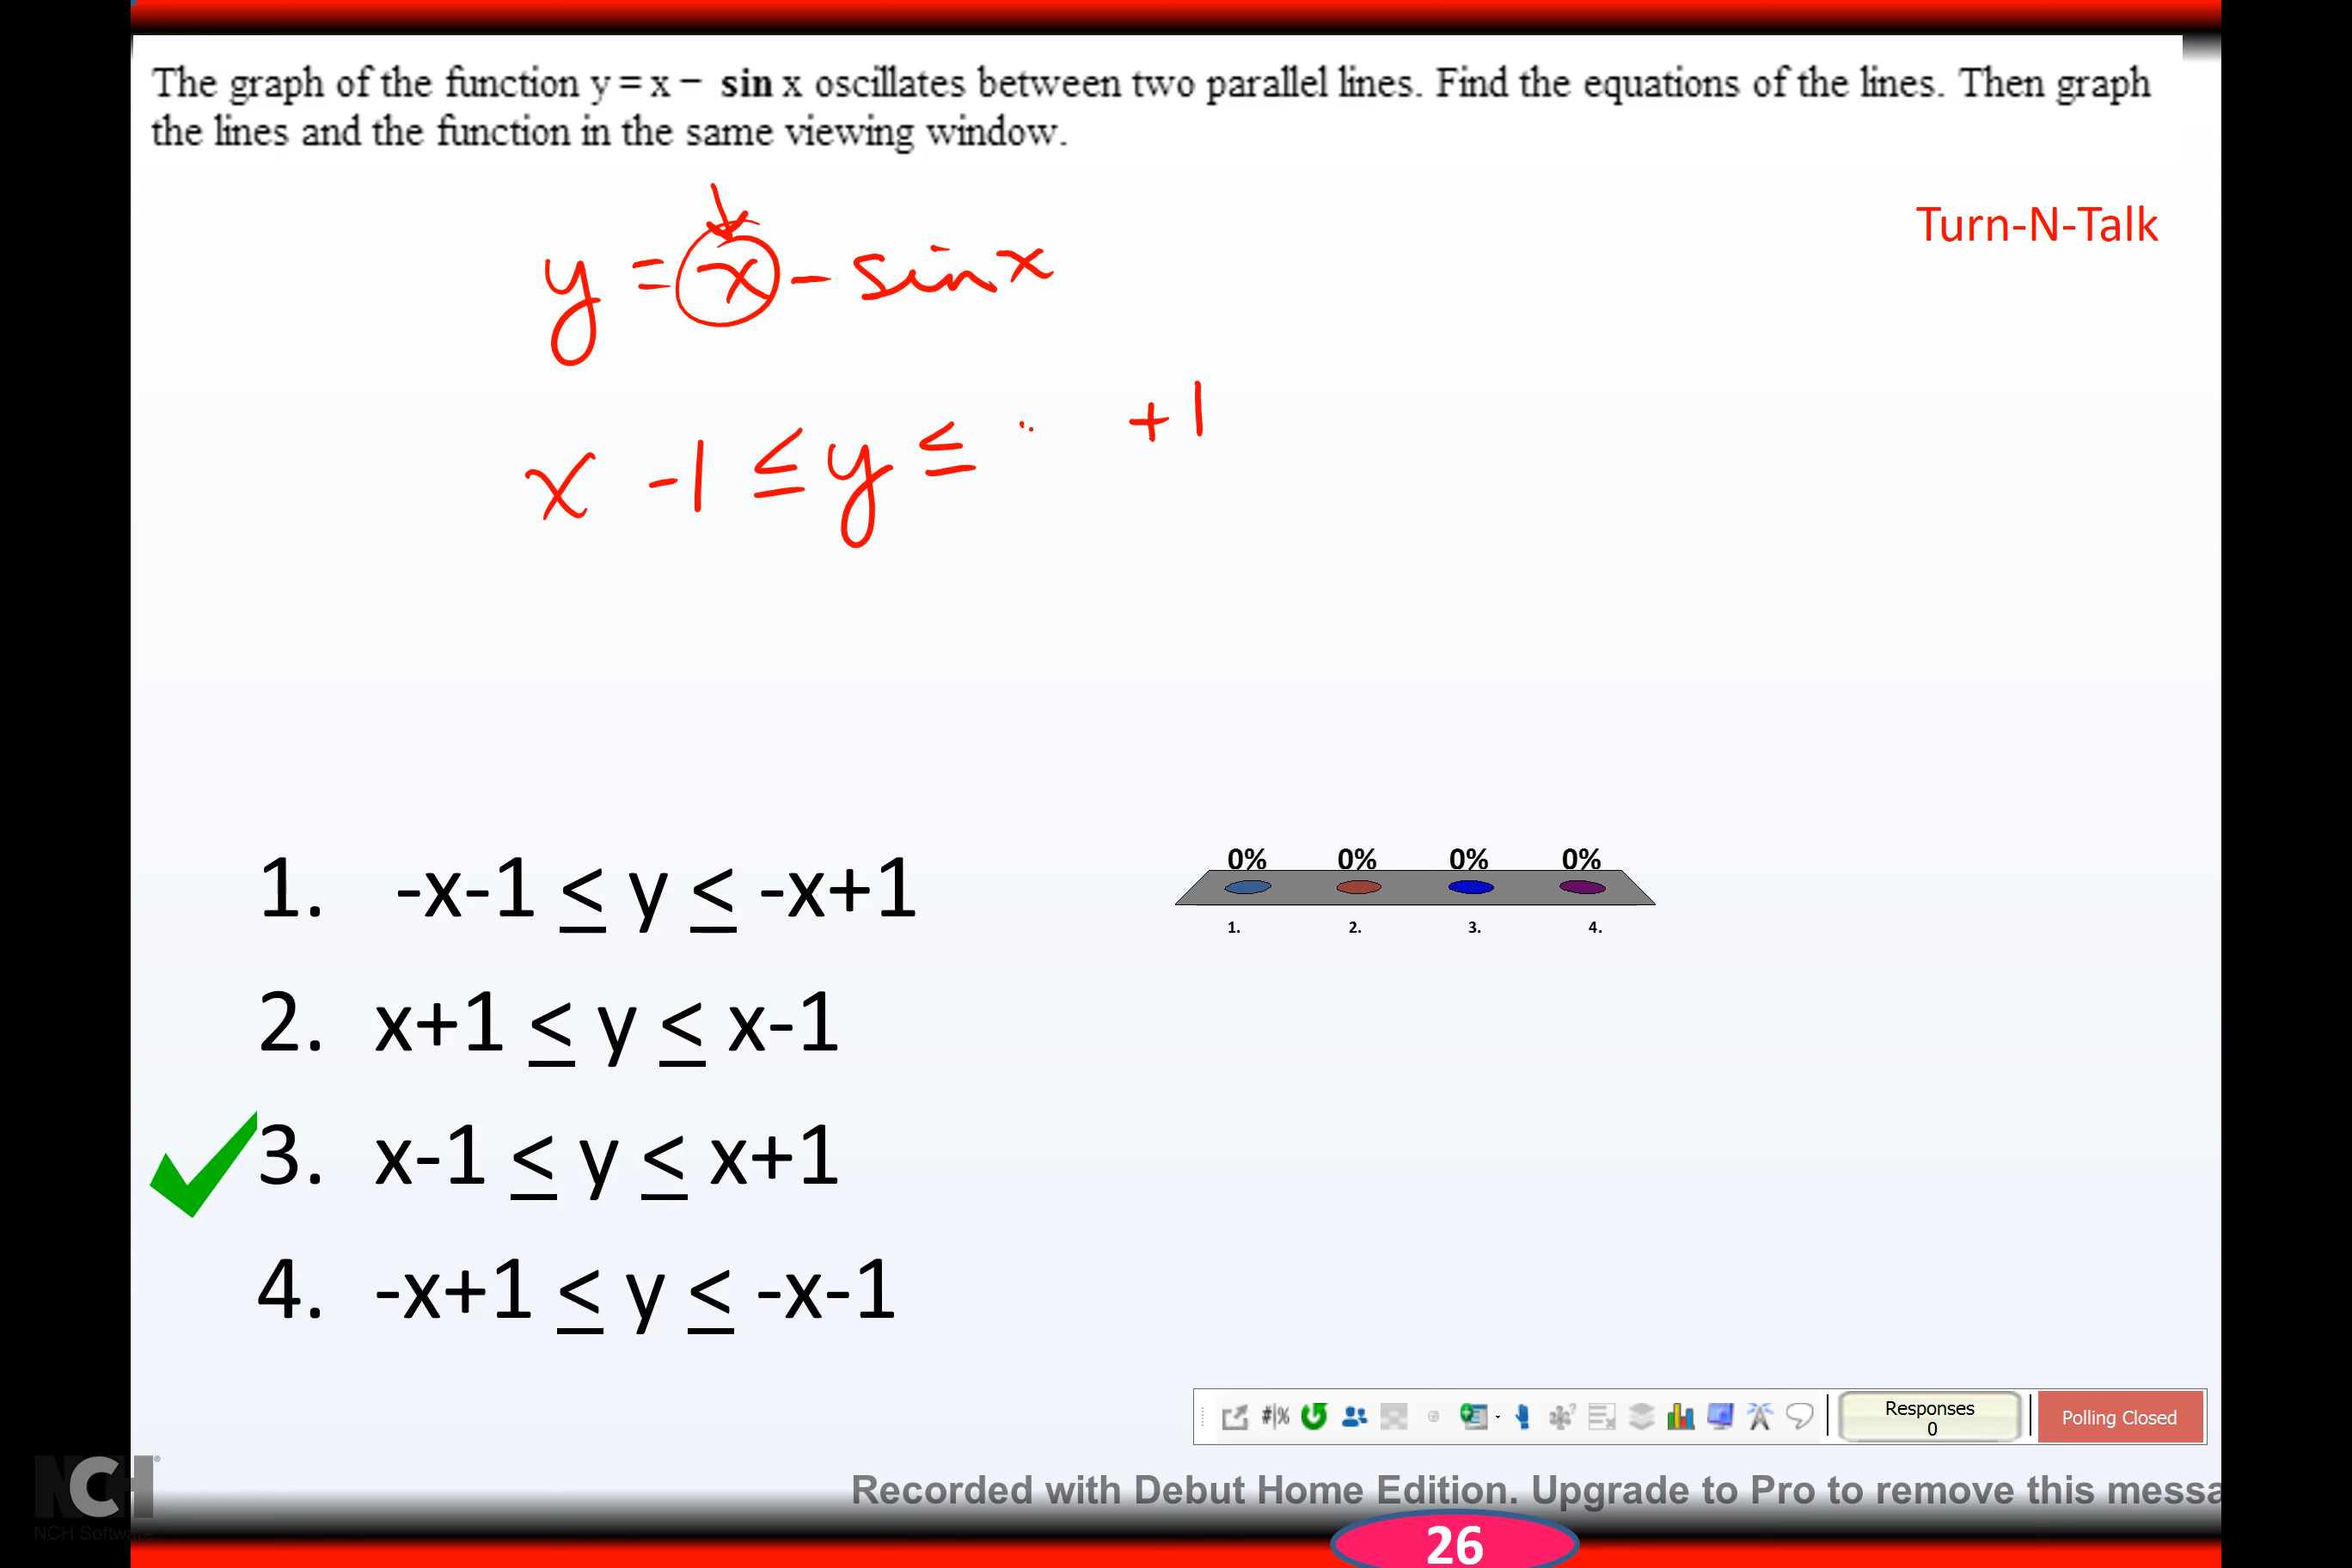 The graph of the function y = x − sin x oscillates between two parallel lines. Find the equations of the lines. Then graph
the lines and the function in the same viewing window.
Turn-N-Talk
y = x - sin x
x -1 ≤ y ≤ +1
1. -x-1 ≤ y ≤ -x+1
2. x+1 ≤ y ≤ x-1
3. x-1 ≤ y ≤ x+1
4. -x+1 ≤ y ≤ -x-1
0% 0% 0% 0%
1. 2. 3. 4.
#|%
Responses
0
Polling Closed
NCH
NCH Software
Recorded with Debut Home Edition. Upgrade to Pro to remove this messa
26